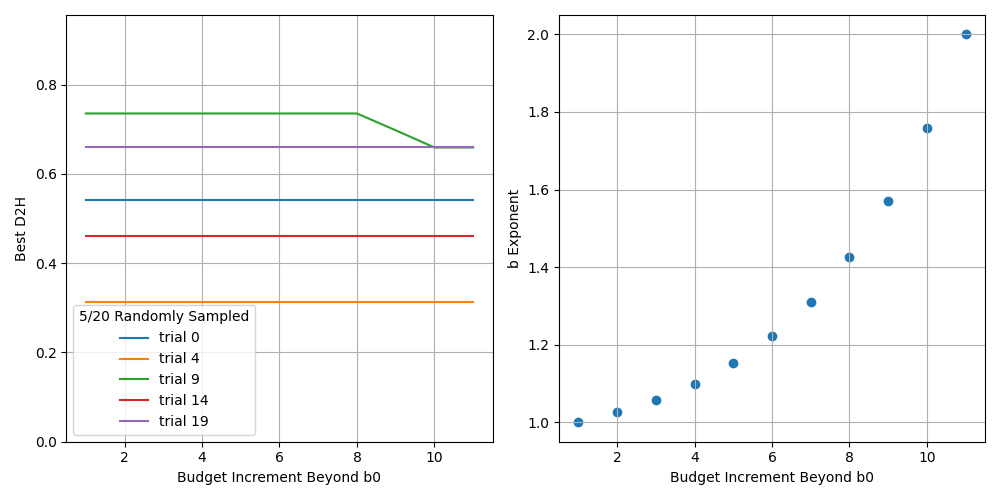 0.8
0.6
0.4
0.2
0.0
Best D2H
5/20 Randomly Sampled
trial 0
trial 4
trial 9
trial 14
trial 19
2 4 6 8 10
Budget Increment Beyond b0
2.0
1.8
1.6
1.4
1.2
1.0
b Exponent
2 4 6 8 10
Budget Increment Beyond b0